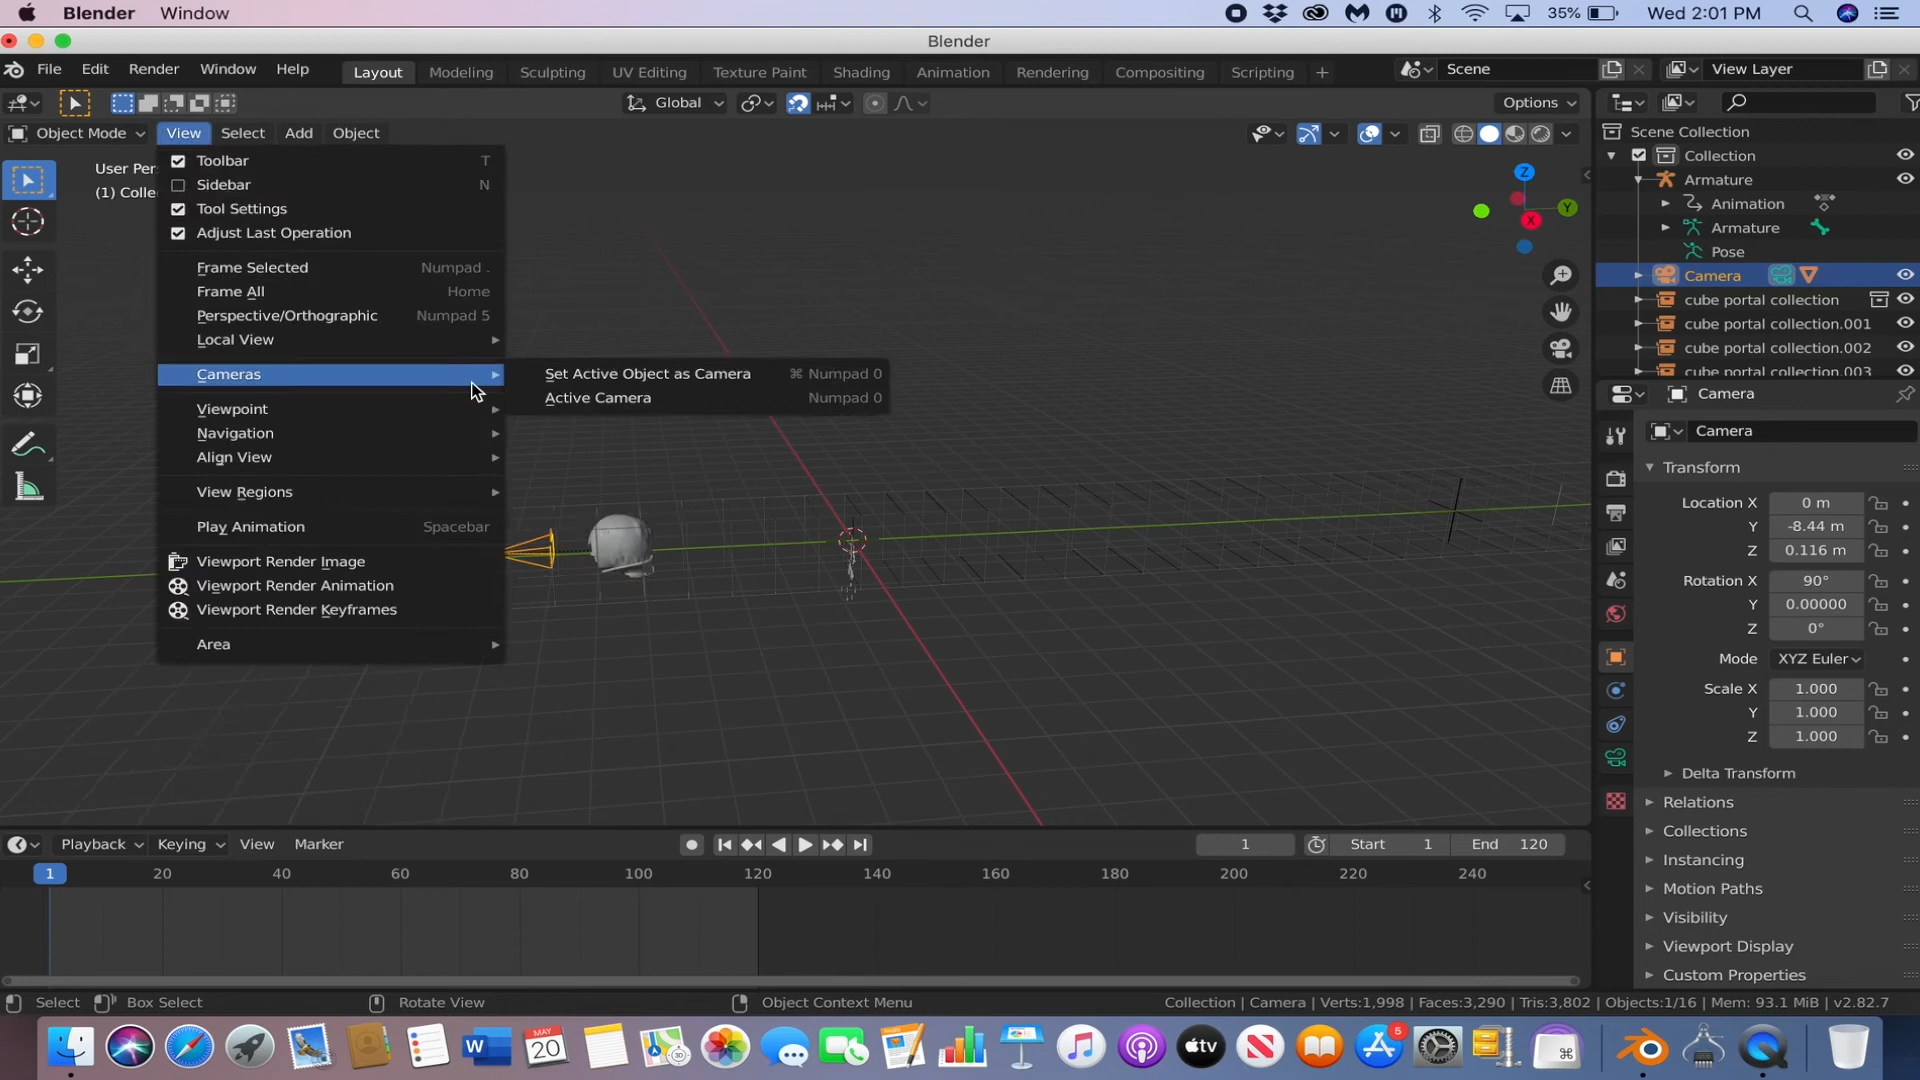 Blender Window 35% Wed 2:01 PM
Blender
File Edit Render Window Help Layout Modeling Sculpting UV Editing Texture Paint Shading Animation Rendering Compositing Scripting + Scene View Layer
Global Options
Object Mode View Select Add Object
Scene Collection
Collection
Armature
Animation
Armature
Pose
Camera
cube portal collection
cube portal collection.001
cube portal collection.002
cube portal collection.003
User Per
(1) Colle
Toolbar T
Sidebar N
Tool Settings
Adjust Last Operation
Frame Selected Numpad .
Frame All Home
Perspective/Orthographic Numpad 5
Local View
Cameras
Viewpoint
Navigation
Align View
View Regions
Play Animation Spacebar
Viewport Render Image
Viewport Render Animation
Viewport Render Keyframes
Area
Set Active Object as Camera ⌘ Numpad 0
Active Camera Numpad 0
Z
Y
X
Camera
Camera
Transform
Location X 0 m
Y -8.44 m
Z 0.116 m
Rotation X 90°
Y 0.00000
Z 0°
Mode XYZ Euler
Scale X 1.000
Y 1.000
Z 1.000
Delta Transform
Relations
Collections
Instancing
Motion Paths
Visibility
Viewport Display
Custom Properties
Playback Keying View Marker 1 Start 1 End 120
1 20 40 60 80 100 120 140 160 180 200 220 240
Select Box Select Rotate View Object Context Menu Collection | Camera | Verts:1,998 | Faces:3,290 | Tris:3,802 | Objects:1/16 | Mem: 93.1 MiB | v2.82.7
W MAY 20 tv 5 ⌘